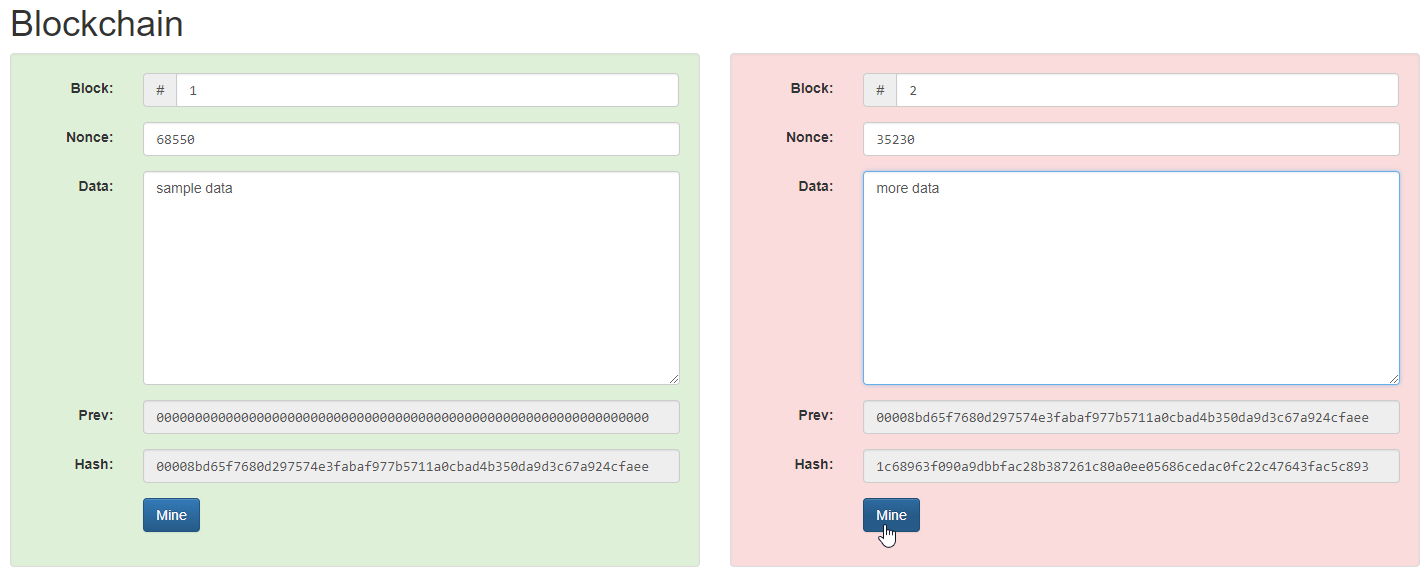 Blockchain
Block: # 1
Nonce: 68550
Data: sample data
Prev: 0000000000000000000000000000000000000000000000000000000000000000
Hash: 00008bd65f7680d297574e3fabaf977b5711a0cbad4b350da9d3c67a924cfaee
Mine
Block: # 2
Nonce: 35230
Data: more data
Prev: 00008bd65f7680d297574e3fabaf977b5711a0cbad4b350da9d3c67a924cfaee
Hash: 1c68963f090a9dbbfac28b387261c80a0ee05686cedac0fc22c47643fac5c893
Mine